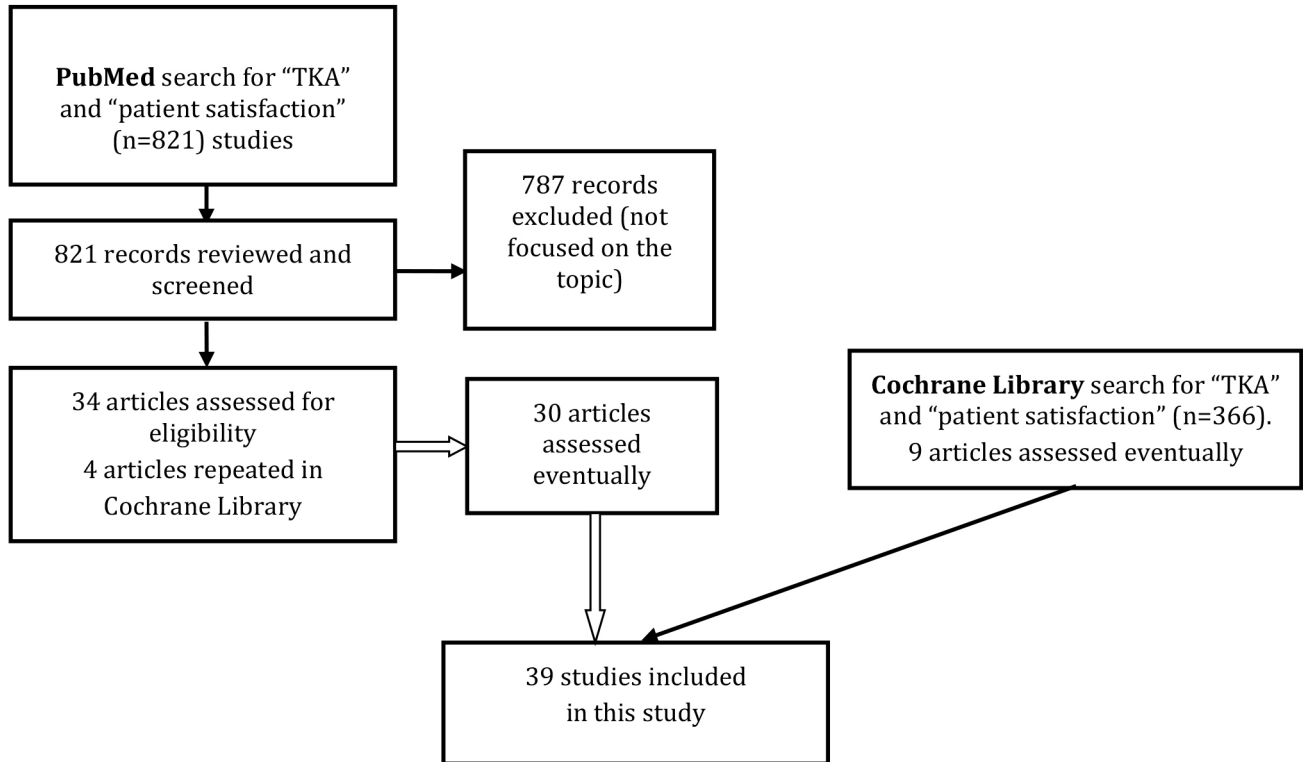 PubMed search for “TKA”
and “patient satisfaction”
(n=821) studies
821 records reviewed and
screened
787 records
excluded (not
focused on the
topic)
34 articles assessed for
eligibility
4 articles repeated in
Cochrane Library
30 articles
assessed
eventually
Cochrane Library search for “TKA”
and “patient satisfaction” (n=366).
9 articles assessed eventually
39 studies included
in this study